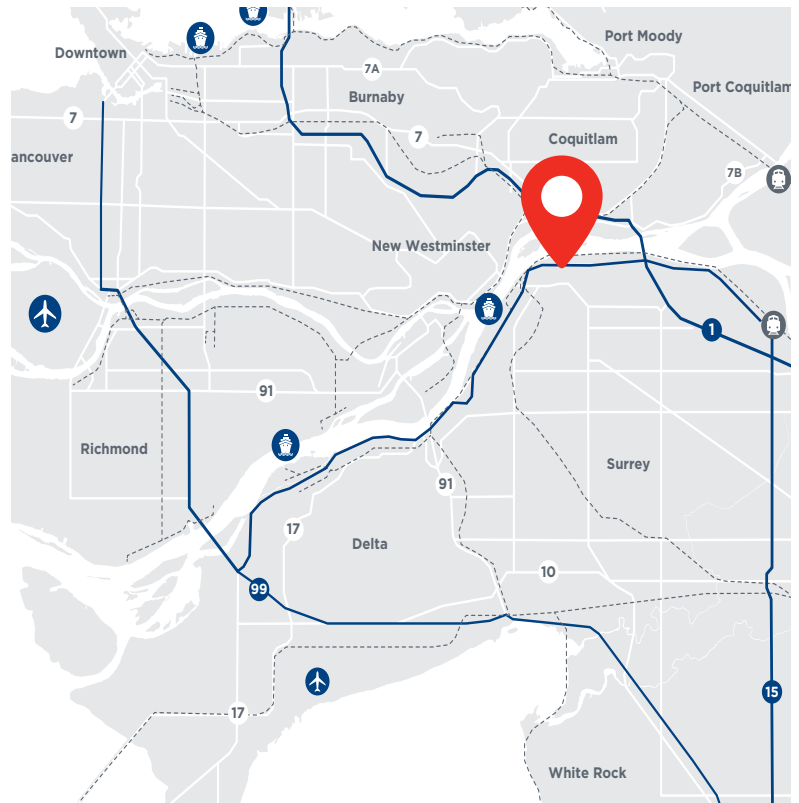 Port Moody
Downtown
7A
Port Coquitlam
Burnaby
7
7
Coquitlam
ancouver
7B
New Westminster
1
91
Richmond
Surrey
91
17
Delta
10
99
15
17
White Rock